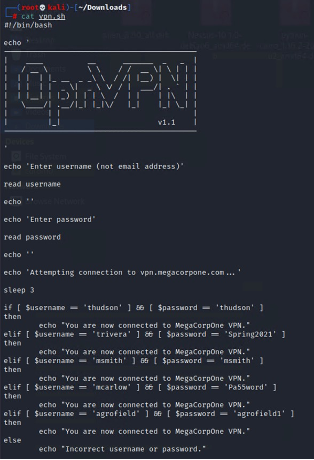 (root💀kali)-[~/Downloads]
# cat vpn.sh
#!/bin/bash
echo '
OpenVPN
v1.1
'
echo 'Enter username (not email address)'
read username
echo ''
echo 'Enter password'
read password
echo ''
echo 'Attempting connection to vpn.megacorpone.com...'
sleep 3
if [ $username == 'thudson' ] && [ $password == 'thudson' ]
then
echo "You are now connected to MegaCorpOne VPN."
elif [ $username == 'trivera' ] && [ $password == 'Spring2021' ]
then
echo "You are now connected to MegaCorpOne VPN."
elif [ $username == 'msmith' ] && [ $password == 'msmith' ]
then
echo "You are now connected to MegaCorpOne VPN."
elif [ $username == 'mcarlow' ] && [ $password == 'Pa55word' ]
then
echo "You are now connected to MegaCorpOne VPN."
elif [ $username == 'agrofield' ] && [ $password == 'agrofield1' ]
then
echo "You are now connected to MegaCorpOne VPN."
else
echo "Incorrect username or password."